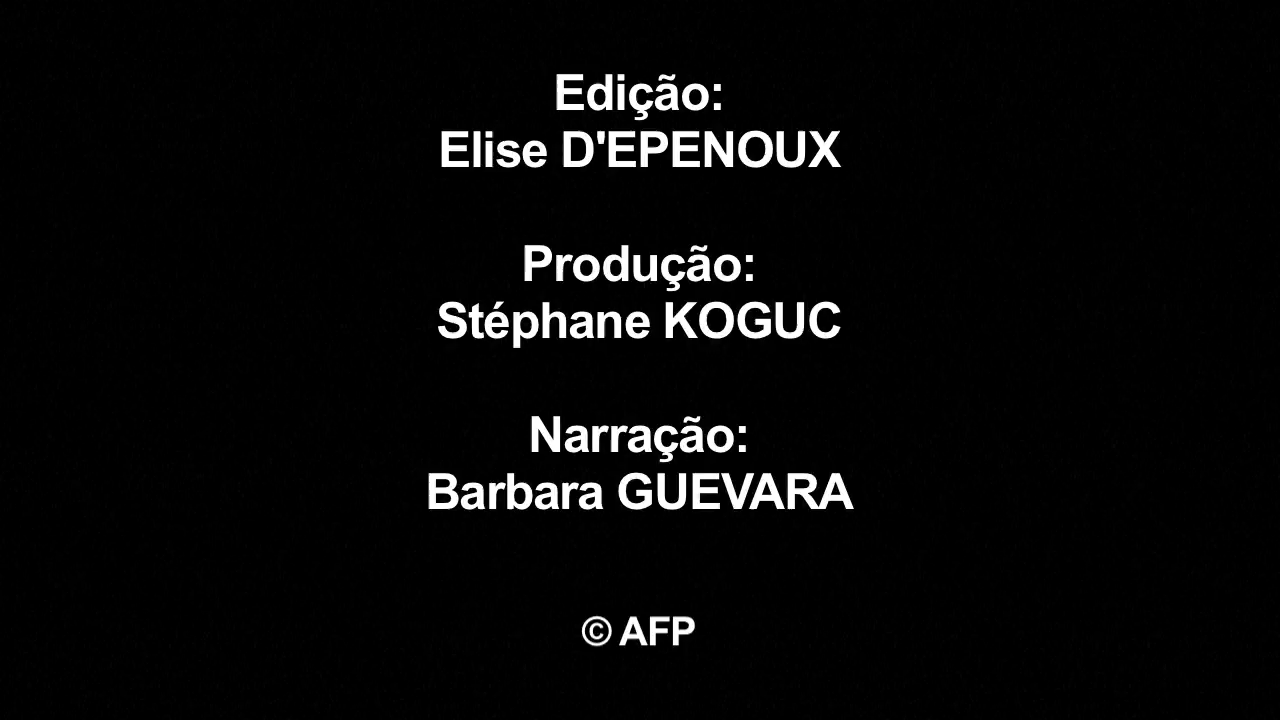 Edição:
Elise D'EPENOUX
Produção:
Stéphane KOGUC
Narração:
Barbara GUEVARA
© AFP